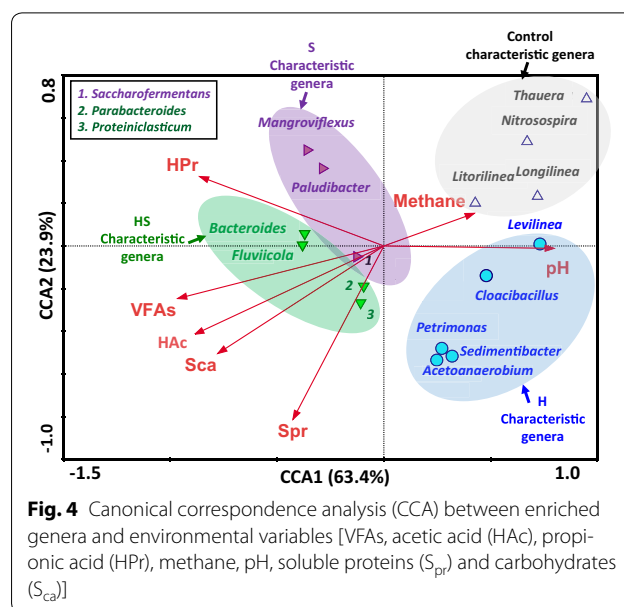 S
Characteristic
genera
Control
characteristic genera
0.8
1. Saccharofermentans
2. Parabacteroides
3. Proteiniclasticum
Mangroviflexus
Thauera
Nitrosospira
HPr
Paludibacter
Methane
Litorilinea
Longilinea
HS
Characteristic
genera
Bacteroides
Fluviicola
Levilinea
1
pH
2
3
Cloacibacillus
VFAs
HAc
Sca
Petrimonas
Sedimentibacter
Acetoanaerobium
Spr
H
Characteristic
genera
CCA2 (23.9%)
-1.0
-1.5
CCA1 (63.4%)
1.0
Fig. 4 Canonical correspondence analysis (CCA) between enriched
genera and environmental variables [VFAs, acetic acid (HAc), propi-
onic acid (HPr), methane, pH, soluble proteins (Spr) and carbohydrates
(Sca)]